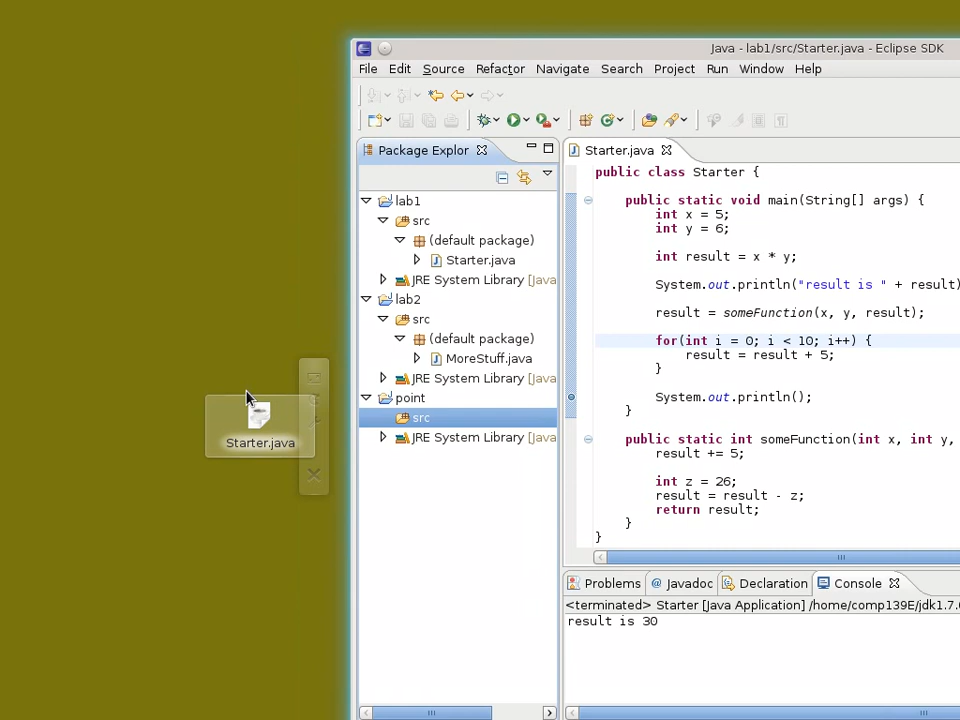 Java - lab1/src/Starter.java - Eclipse SDK
File Edit Source Refactor Navigate Search Project Run Window Help
Package Explor
Starter.java
lab1
src
(default package)
Starter.java
JRE System Library [Java
lab2
src
(default package)
MoreStuff.java
JRE System Library [Java
point
src
JRE System Library [Java
Starter.java
public class Starter {
public static void main(String[] args) {
int x = 5;
int y = 6;
int result = x * y;
System.out.println("result is " + result)
result = someFunction(x, y, result);
for(int i = 0; i < 10; i++) {
result = result + 5;
}
System.out.println();
}
public static int someFunction(int x, int y,
result += 5;
int z = 26;
result = result - z;
return result;
}
}
Problems @ Javadoc Declaration Console
<terminated> Starter [Java Application] /home/comp139E/jdk1.7.0
result is 30